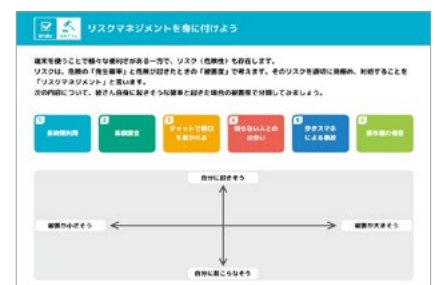 リスクマネジメントを身に付けよう
端末を使うことで様々な便利さがある一方で、リスク（危険性）も存在します。
リスクは、危険の「発生確率」と危険が起きたときの「被害度」で考えます。そのリスクを適切に見極め、対処することを
「リスクマネジメント」と言います。
次の内容について、皆さん自身に起きそうな確率と起きた場合の被害度で分類してみましょう。
1 2 3 4 5 6
長時間利用
高額課金
チャットで悪口
を書かれる
知らない人との
出会い
歩きスマホ
による事故
著作権の侵害
自分に起きそう
被害が小さそう
被害が大きそう
自分に起こらなそう